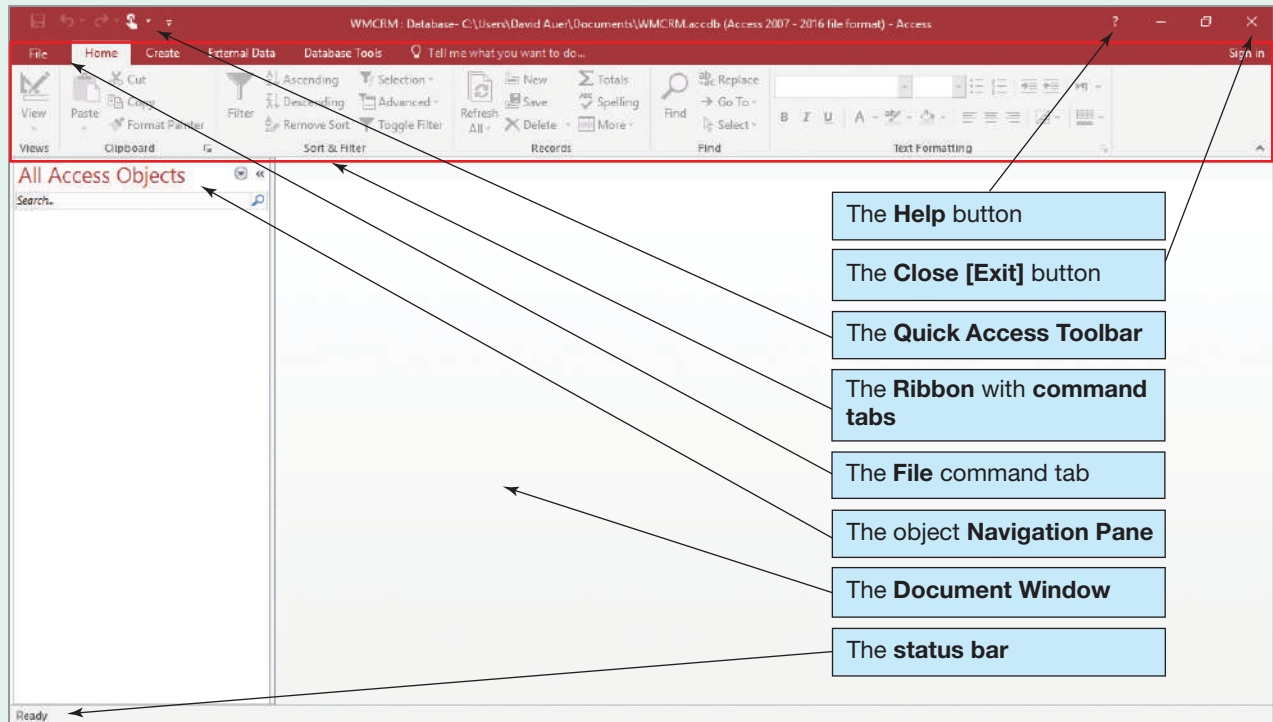 WMCRM : Database- C:\Users\David Auer\Documents\WMCRM.accdb (Access 2007 - 2016 file format) - Access ?
File Home Create External Data Database Tools Tell me what you want to do... Sign in
View Paste Cut Copy Format Painter Filter Ascending Descending Remove Sort Selection Advanced Toggle Filter Refresh All New Save Delete Totals Spelling More Find Replace Go To Select B I U A
Views Clipboard Sort & Filter Records Find Text Formatting
All Access Objects «
Search..
The Help button
The Close [Exit] button
The Quick Access Toolbar
The Ribbon with command
tabs
The File command tab
The object Navigation Pane
The Document Window
The status bar
Ready